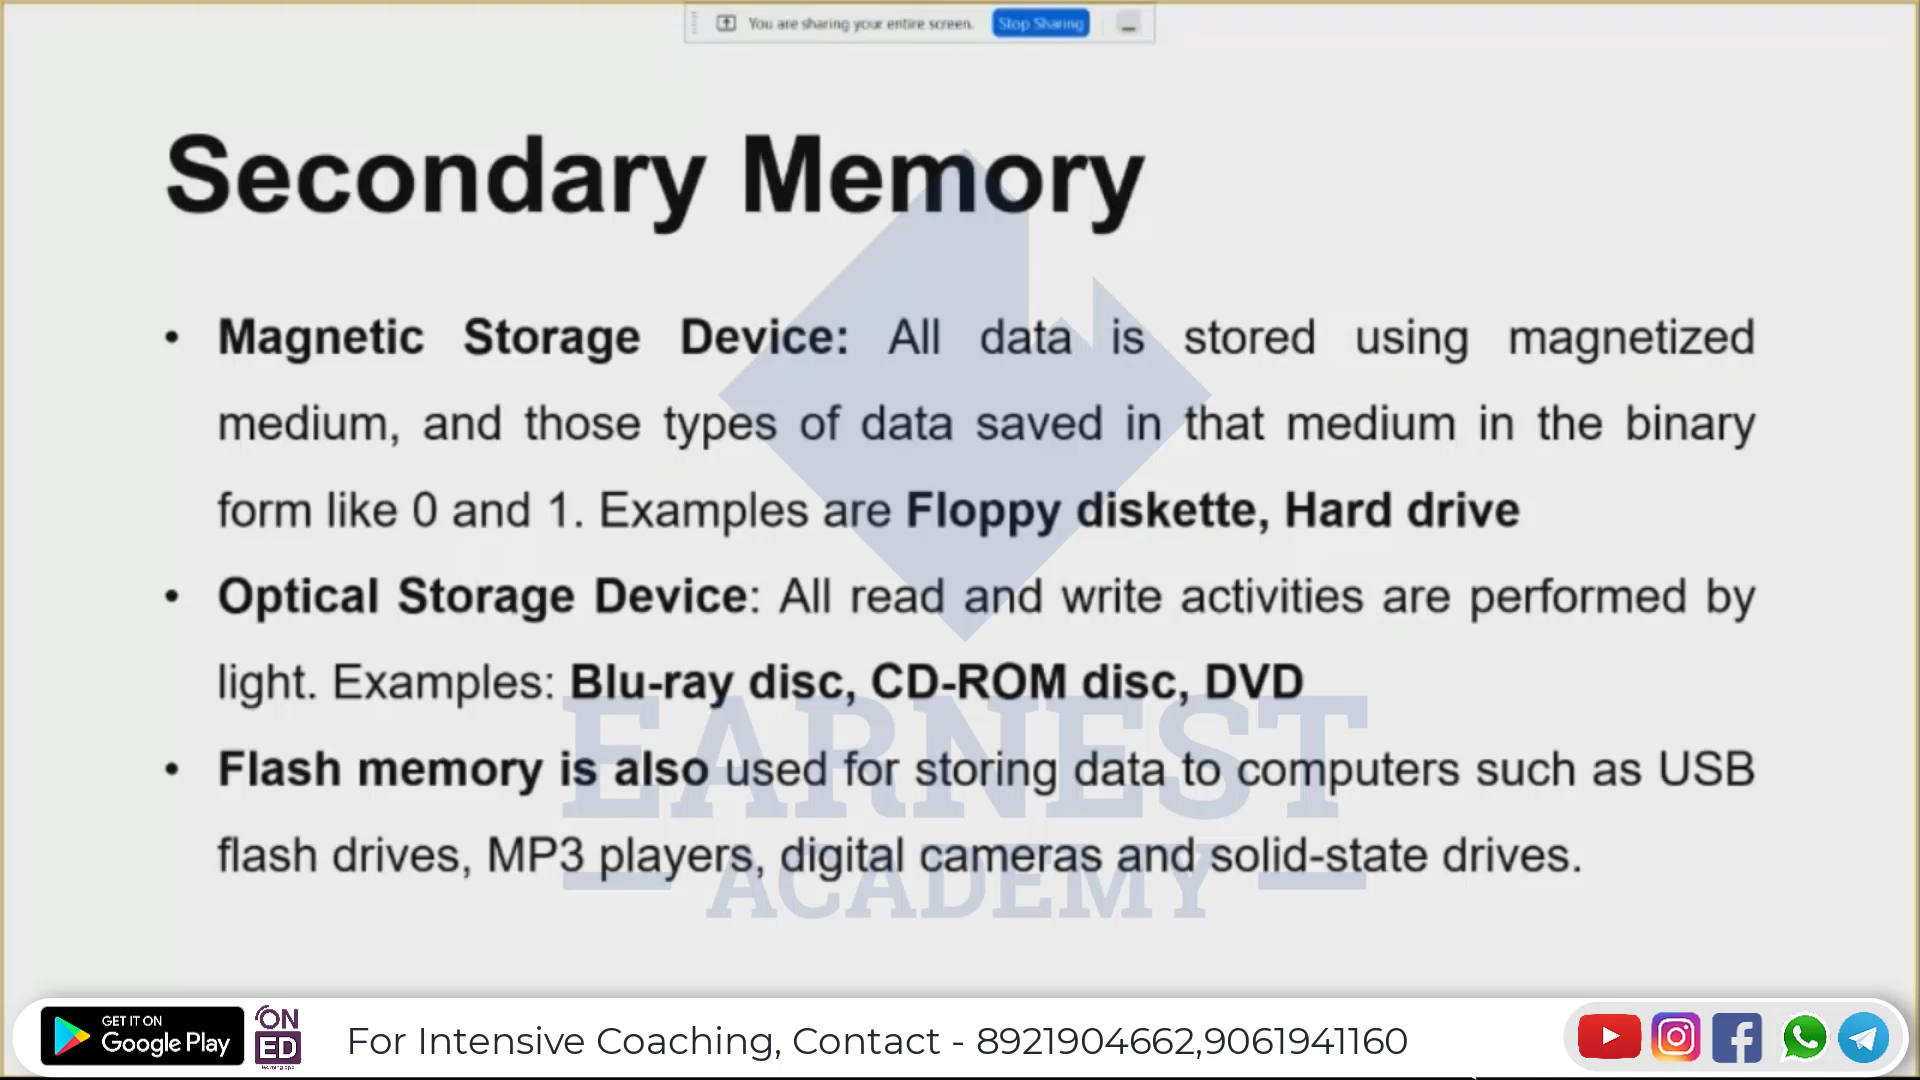 You are sharing your entire screen. Stop Sharing
Secondary Memory
• Magnetic Storage Device: All data is stored using magnetized
medium, and those types of data saved in that medium in the binary
form like 0 and 1. Examples are Floppy diskette, Hard drive
• Optical Storage Device: All read and write activities are performed by
light. Examples: Blu-ray disc, CD-ROM disc, DVD
• Flash memory is also used for storing data to computers such as USB
flash drives, MP3 players, digital cameras and solid-state drives.
EARNEST
ACADEMY
GET IT ON
Google Play
ON
ED
For Intensive Coaching, Contact - 8921904662,9061941160